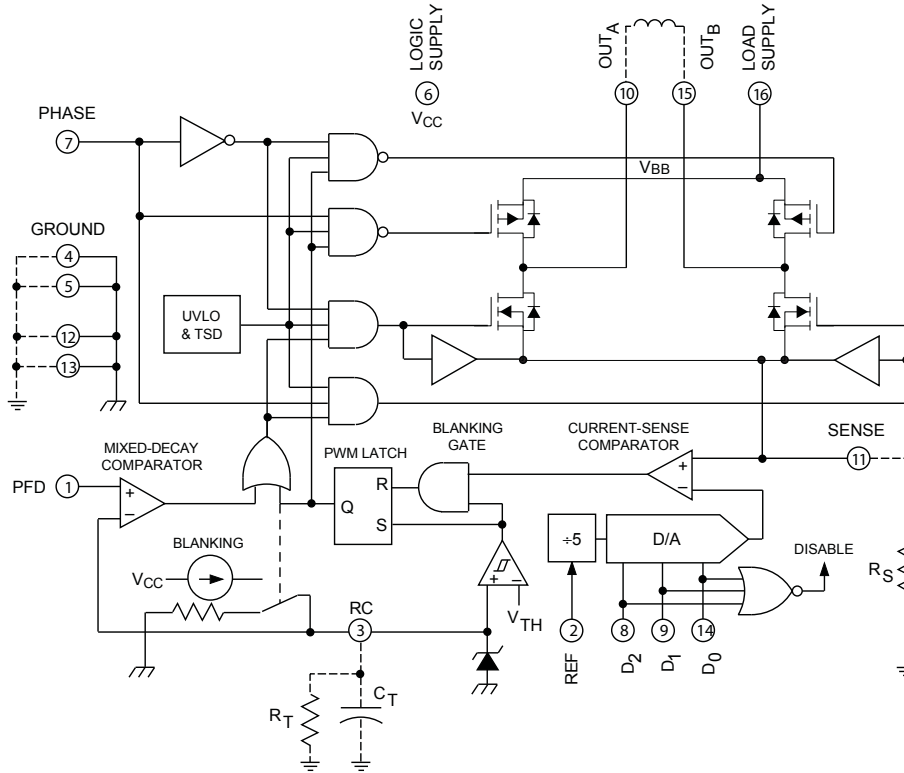 LOGIC
SUPPLY
6
VCC
OUTA
OUTB
LOAD
SUPPLY
10
15
16
PHASE
7
VBB
GROUND
4
5
12
13
UVLO
& TSD
MIXED-DECAY
COMPARATOR
PFD
1
+
−
PWM LATCH
R
Q
S
BLANKING
GATE
CURRENT-SENSE
COMPARATOR
+
−
SENSE
11
BLANKING
VCC
÷5
D/A
DISABLE
RS
+
−
VTH
RC
3
2
8
9
14
REF
D2
D1
D0
RT
CT